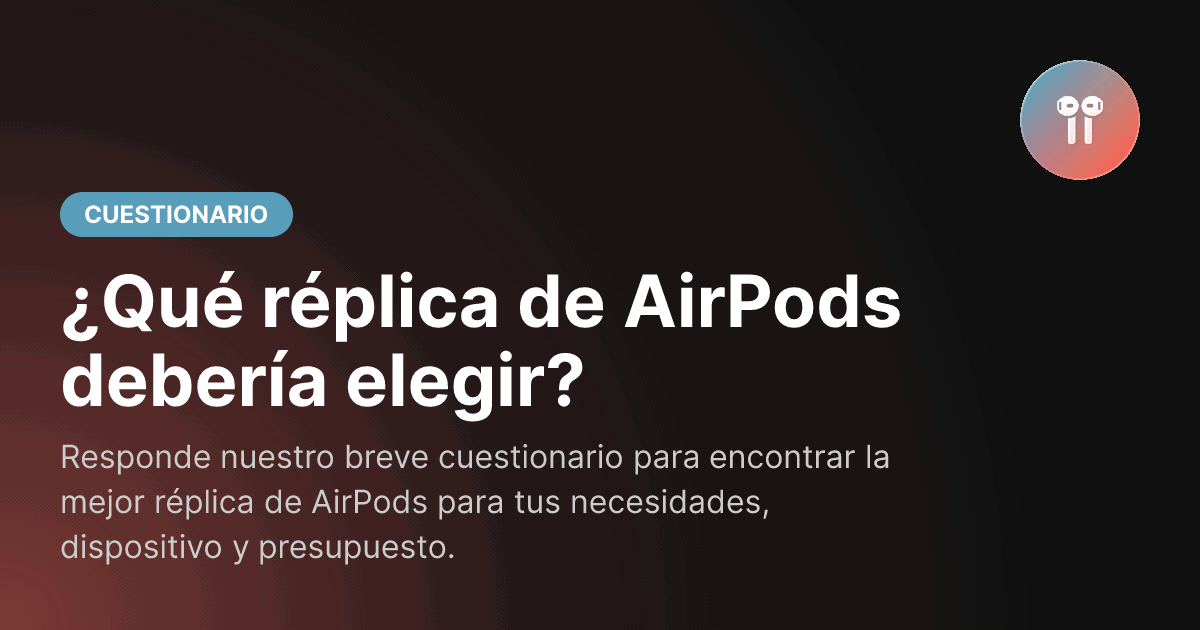 CUESTIONARIO
¿Qué réplica de AirPods
debería elegir?
Responde nuestro breve cuestionario para encontrar la
mejor réplica de AirPods para tus necesidades,
dispositivo y presupuesto.